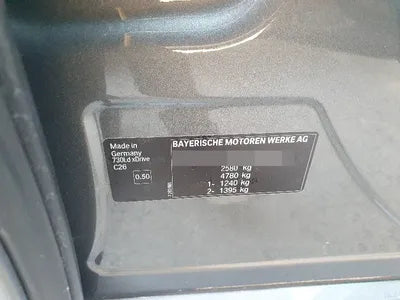 Made in
Germany
730Ld xDrive
C26
0.50
BAYERISCHE MOTOREN WERKE AG
2580 kg
4780 kg
1- 1240 kg
2- 1395 kg